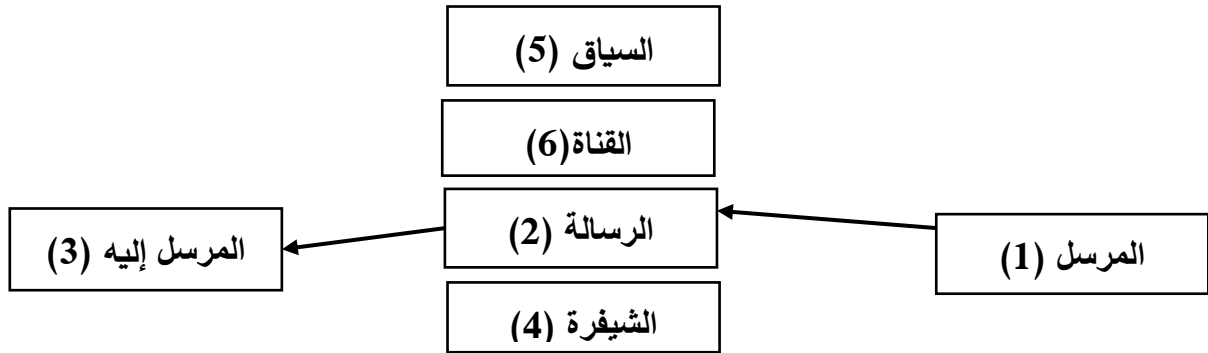 السياق (5)
القناة(6)
المرسل (1)
الرسالة (2)
المرسل إليه (3)
الشيفرة (4)